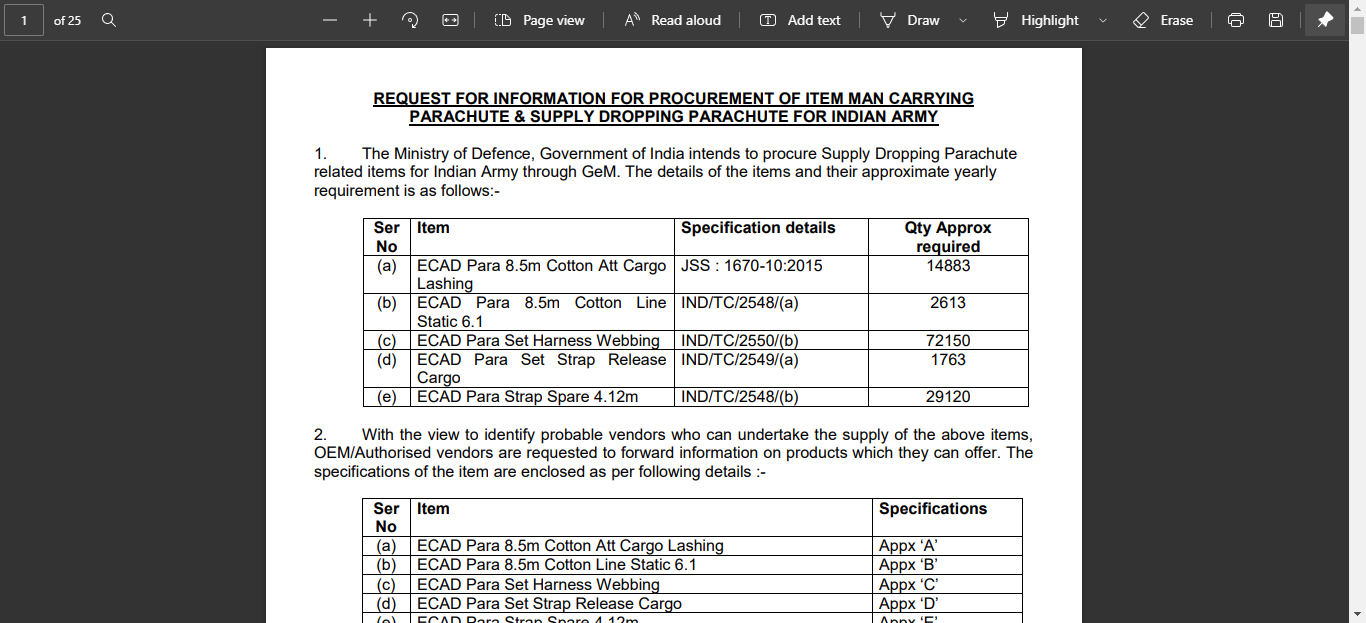 1 of 25 Page view Read aloud Add text Draw Highlight Erase
REQUEST FOR INFORMATION FOR PROCUREMENT OF ITEM MAN CARRYING
PARACHUTE & SUPPLY DROPPING PARACHUTE FOR INDIAN ARMY
1. The Ministry of Defence, Government of India intends to procure Supply Dropping Parachute
related items for Indian Army through GeM. The details of the items and their approximate yearly
requirement is as follows:-
Ser No Item Specification details Qty Approx required
(a) ECAD Para 8.5m Cotton Att Cargo Lashing JSS : 1670-10:2015 14883
(b) ECAD Para 8.5m Cotton Line Static 6.1 IND/TC/2548/(a) 2613
(c) ECAD Para Set Harness Webbing IND/TC/2550/(b) 72150
(d) ECAD Para Set Strap Release Cargo IND/TC/2549/(a) 1763
(e) ECAD Para Strap Spare 4.12m IND/TC/2548/(b) 29120
2. With the view to identify probable vendors who can undertake the supply of the above items,
OEM/Authorised vendors are requested to forward information on products which they can offer. The
specifications of the item are enclosed as per following details :-
Ser No Item Specifications
(a) ECAD Para 8.5m Cotton Att Cargo Lashing Appx ‘A’
(b) ECAD Para 8.5m Cotton Line Static 6.1 Appx ‘B’
(c) ECAD Para Set Harness Webbing Appx ‘C’
(d) ECAD Para Set Strap Release Cargo Appx ‘D’
(e) ECAD Para Strap Spare 4.12m Appx ‘E’